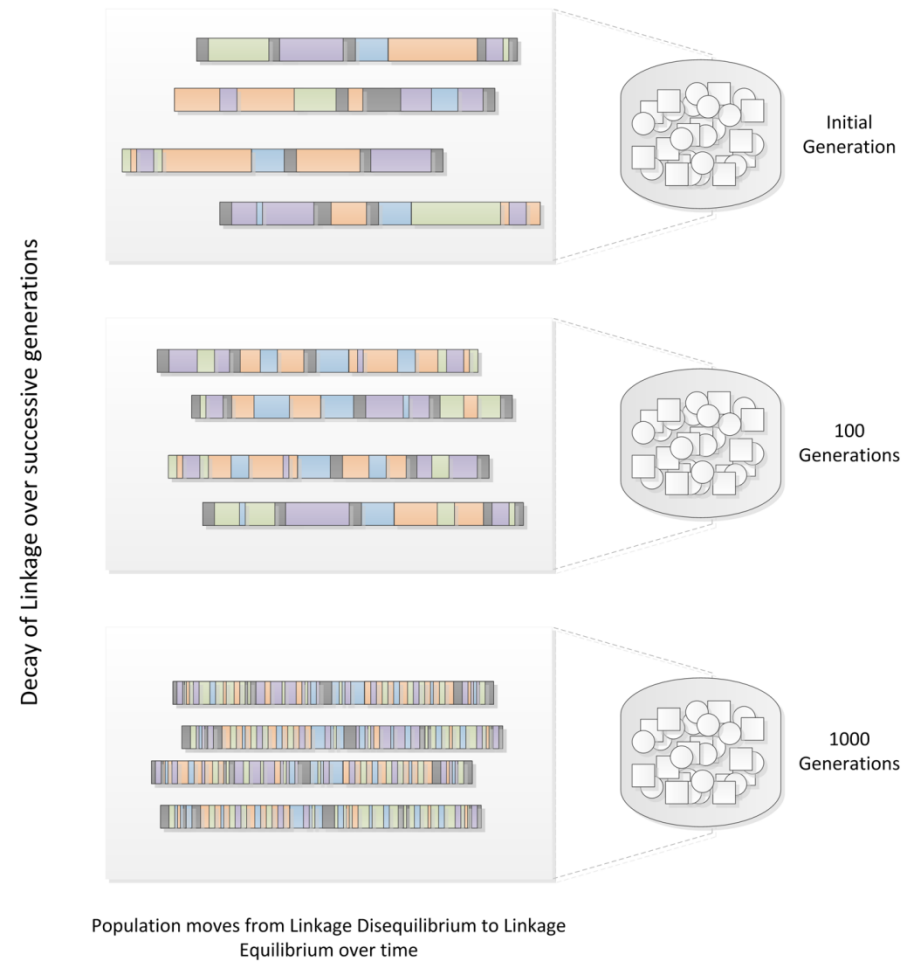 Decay of Linkage over successive generations
Initial
Generation
100
Generations
1000
Generations
Population moves from Linkage Disequilibrium to Linkage
Equilibrium over time